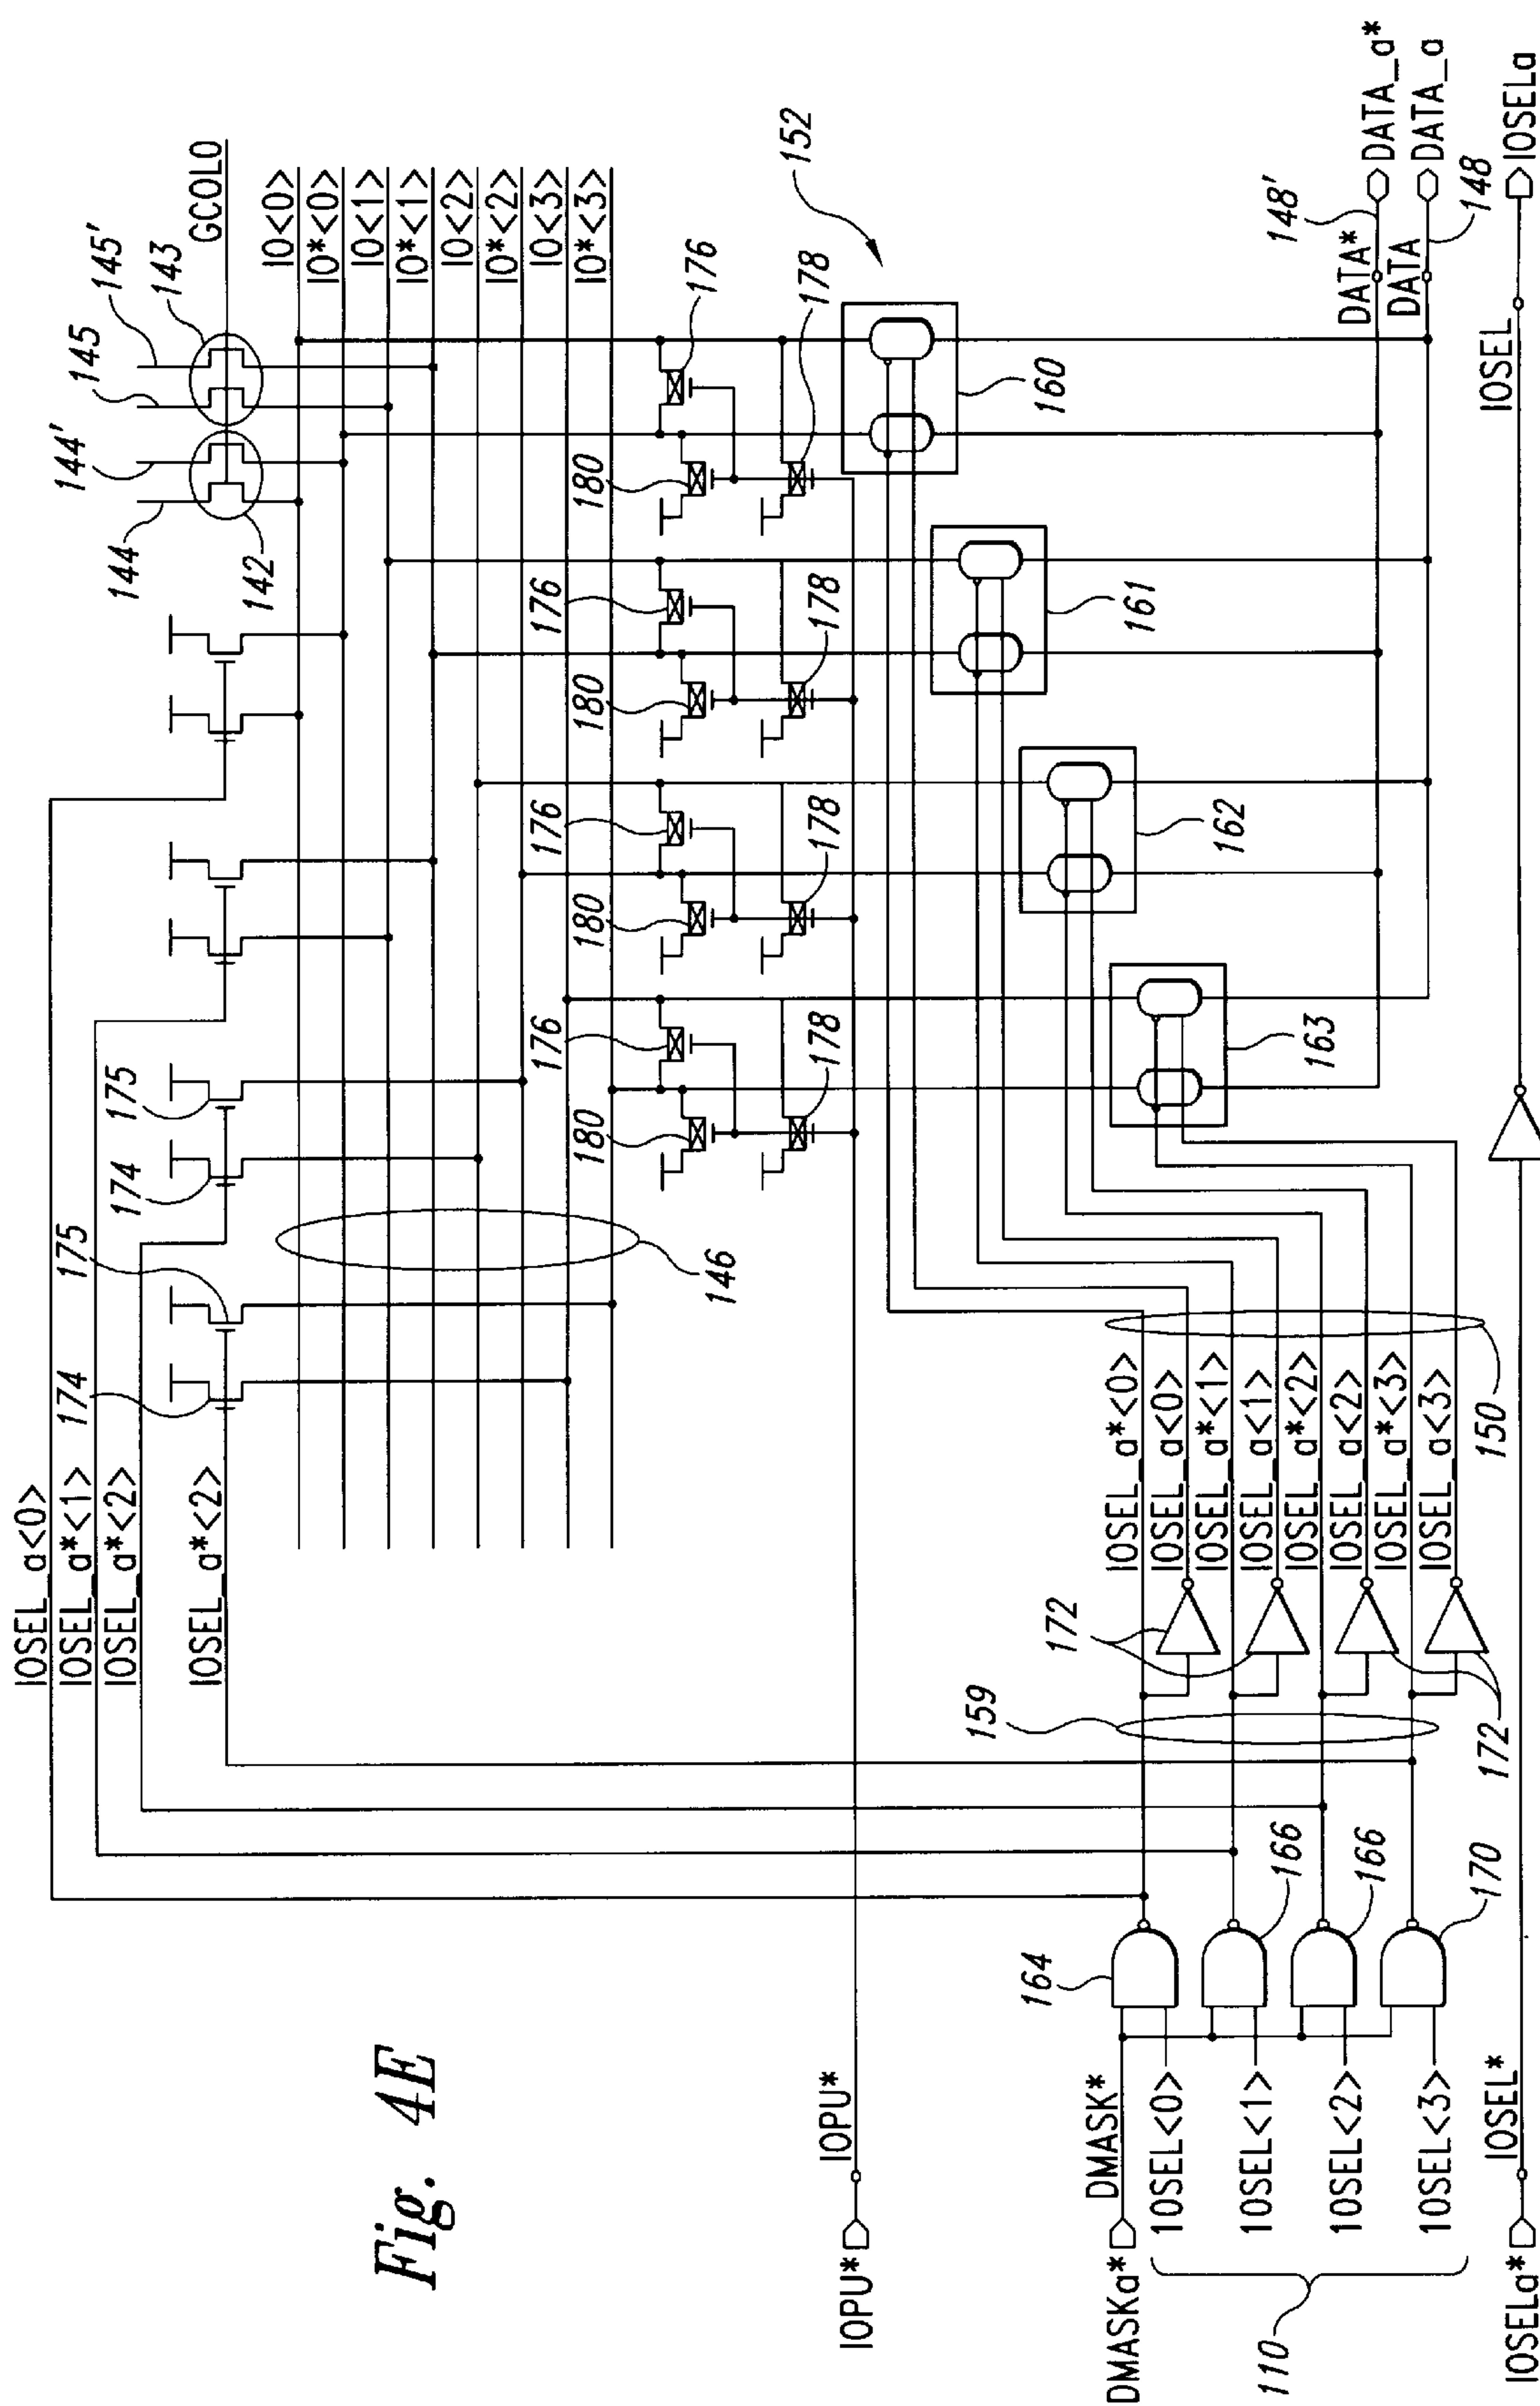 Fig. 4E
IOSEL_a<0>
IOSEL_a*<1>
IOSEL_a*<2>
IOSEL_a*<2>
174
175
174
175
144
144'
145
145'
142
143
GCOLO
IO<0>
IO*<0>
IO<1>
IO*<1>
IO<2>
IO*<2>
IO<3>
IO*<3>
146
176
176
176
176
180
180
180
180
178
178
178
178
152
160
161
162
163
IOPU*
IOPU*
DMASKa*
DMASK*
10SEL<0>
10SEL<1>
10SEL<2>
10SEL<3>
110
164
166
166
170
159
172
172
IOSEL_a*<0>
IOSEL_a<0>
IOSEL_a*<1>
IOSEL_a<1>
IOSEL_a*<2>
IOSEL_a<2>
IOSEL_a*<3>
IOSEL_a<3>
150
148'
DATA*
DATA_a*
DATA
DATA_a
148
IOSELa*
IOSEL*
IOSEL
IOSELa